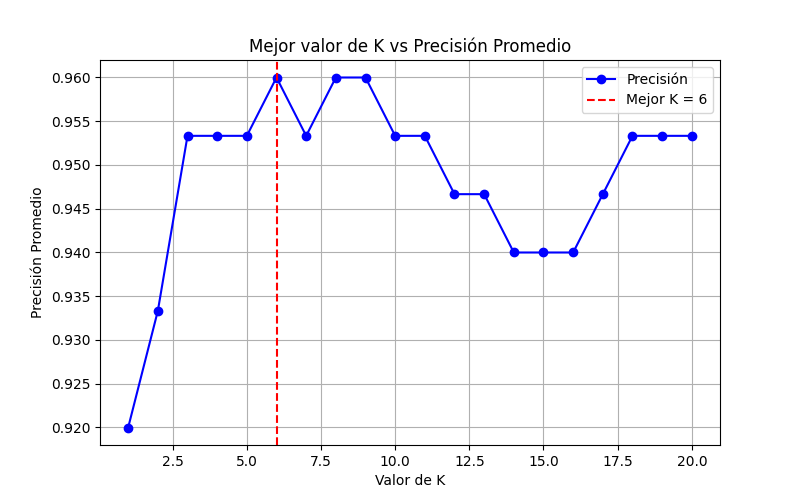 Mejor valor de K vs Precisión Promedio
Precisión
Mejor K = 6
Precisión Promedio
0.960
0.955
0.950
0.945
0.940
0.935
0.930
0.925
0.920
2.5 5.0 7.5 10.0 12.5 15.0 17.5 20.0
Valor de K